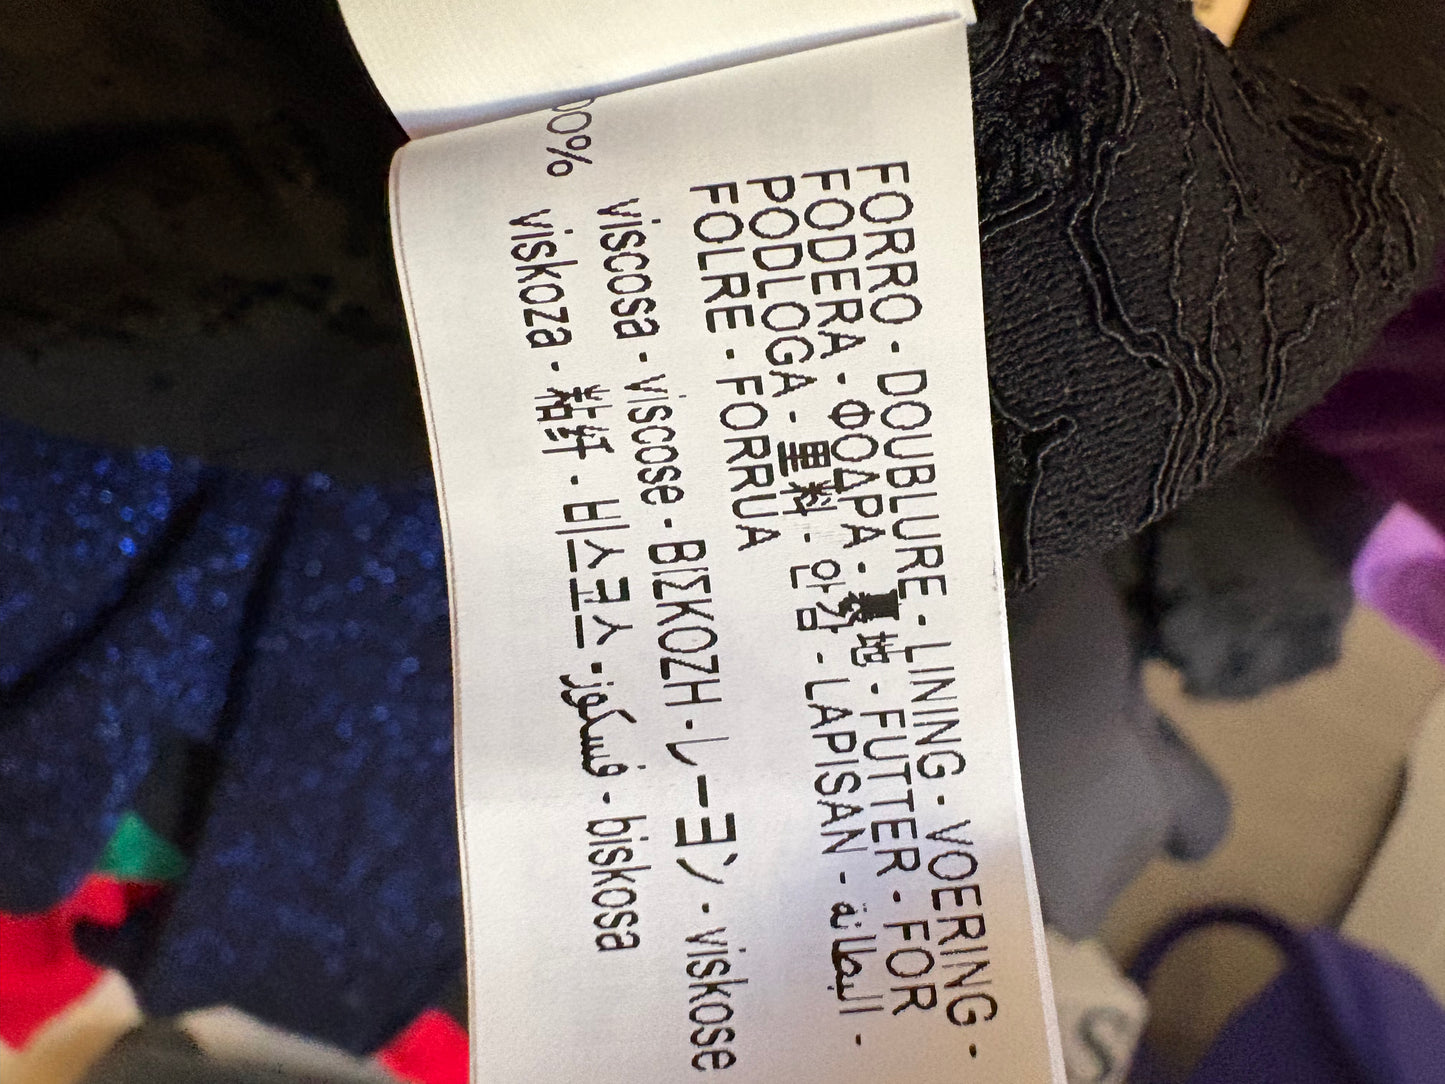 FORRO - DOUBLURE - LINING - VOERING -
FODERA - ΦΟΔΡΑ - 裏地 - FUTTER - FOR
PODLOGA - 里料 - 안감 - LAPISAN - البطانة -
FOLRE - FORRUA
00% viscosa - viscose - ΒΙΣΚΟΖΗ - レーヨン - viskose
viskoza - 粘纤 - 비스코스 - فسكوز - biskosa